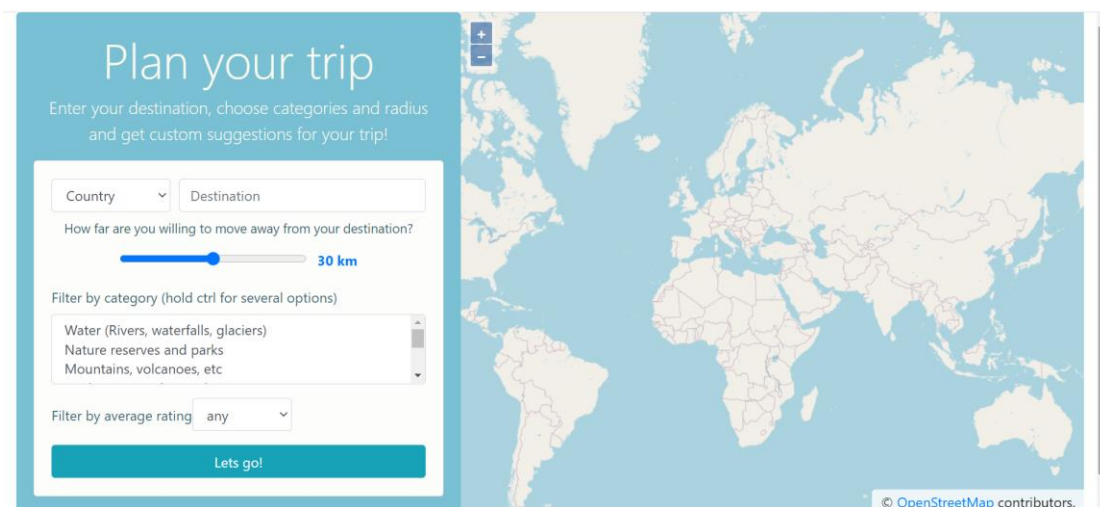 Plan your trip
Enter your destination, choose categories and radius
and get custom suggestions for your trip!
Country
Destination
How far are you willing to move away from your destination?
30 km
Filter by category (hold ctrl for several options)
Water (Rivers, waterfalls, glaciers)
Nature reserves and parks
Mountains, volcanoes, etc
Filter by average rating
any
Lets go!
+
−
© OpenStreetMap contributors.